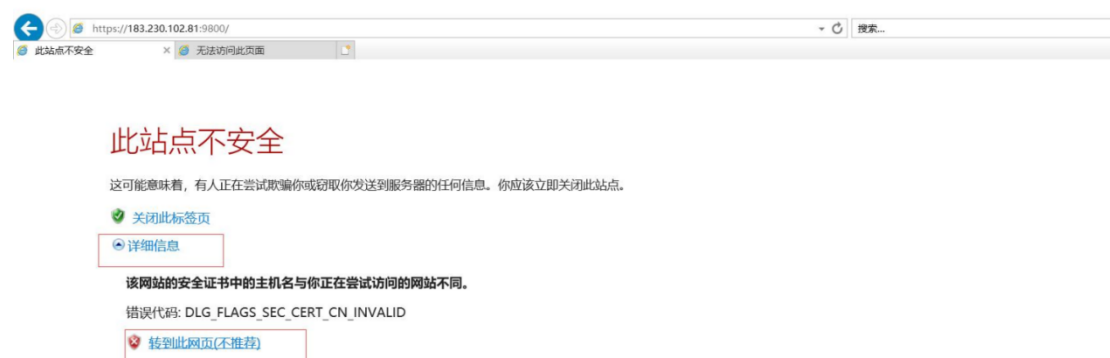 https://183.230.102.81:9800/
搜索...
此站点不安全
无法访问此页面
此站点不安全
这可能意味着，有人正在尝试欺骗你或窃取你发送到服务器的任何信息。你应该立即关闭此站点。
关闭此标签页
详细信息
该网站的安全证书中的主机名与你正在尝试访问的网站不同。
错误代码: DLG_FLAGS_SEC_CERT_CN_INVALID
转到此网页(不推荐)